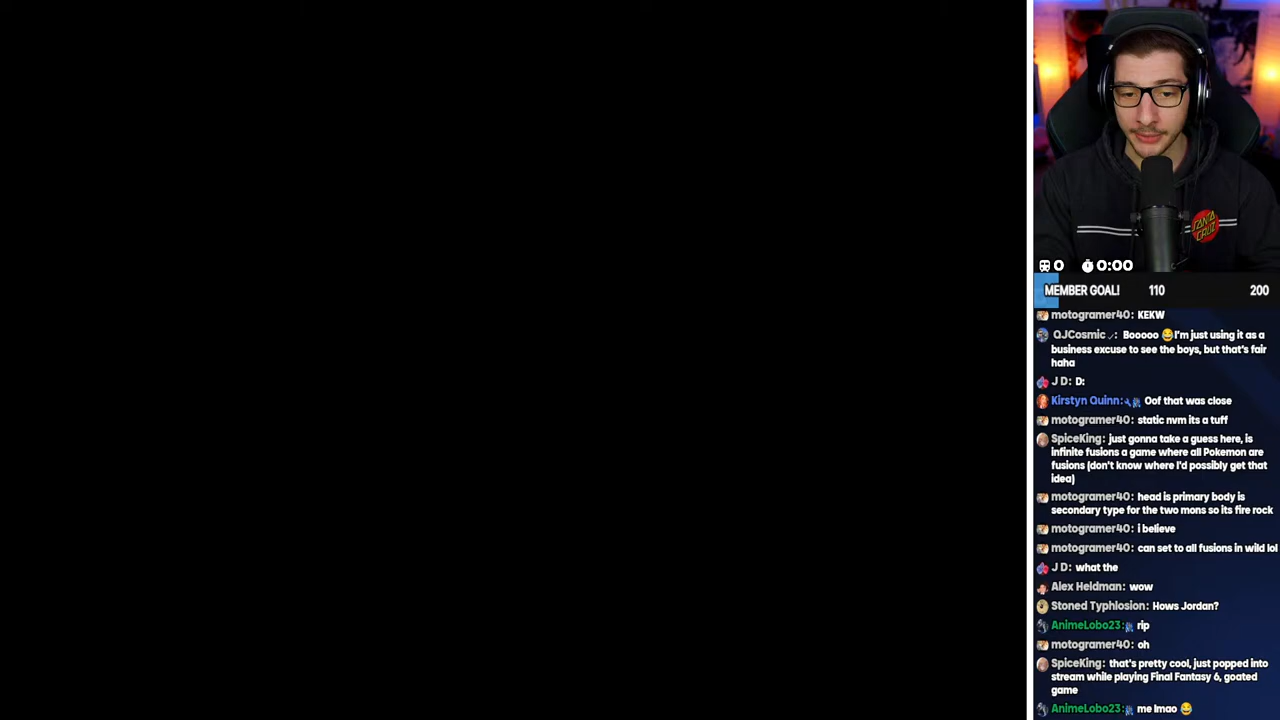 SANTA
CRUZ
0 0:00
MEMBER GOAL! 110 200
motogramer40: KEKW
QJCosmic ✓: Booooo 😂I'm just using it as a
business excuse to see the boys, but that's fair
haha
J D: D:
Kirstyn Quinn: Oof that was close
motogramer40: static nvm its a tuff
SpiceKing: just gonna take a guess here, is
infinite fusions a game where all Pokemon are
fusions (don't know where I'd possibly get that
idea)
motogramer40: head is primary body is
secondary type for the two mons so its fire rock
motogramer40: i believe
motogramer40: can set to all fusions in wild lol
J D: what the
Alex Heldman: wow
Stoned Typhlosion: Hows Jordan?
AnimeLobo23: rip
motogramer40: oh
SpiceKing: that's pretty cool, just popped into
stream while playing Final Fantasy 6, goated
game
AnimeLobo23: me lmao 😂